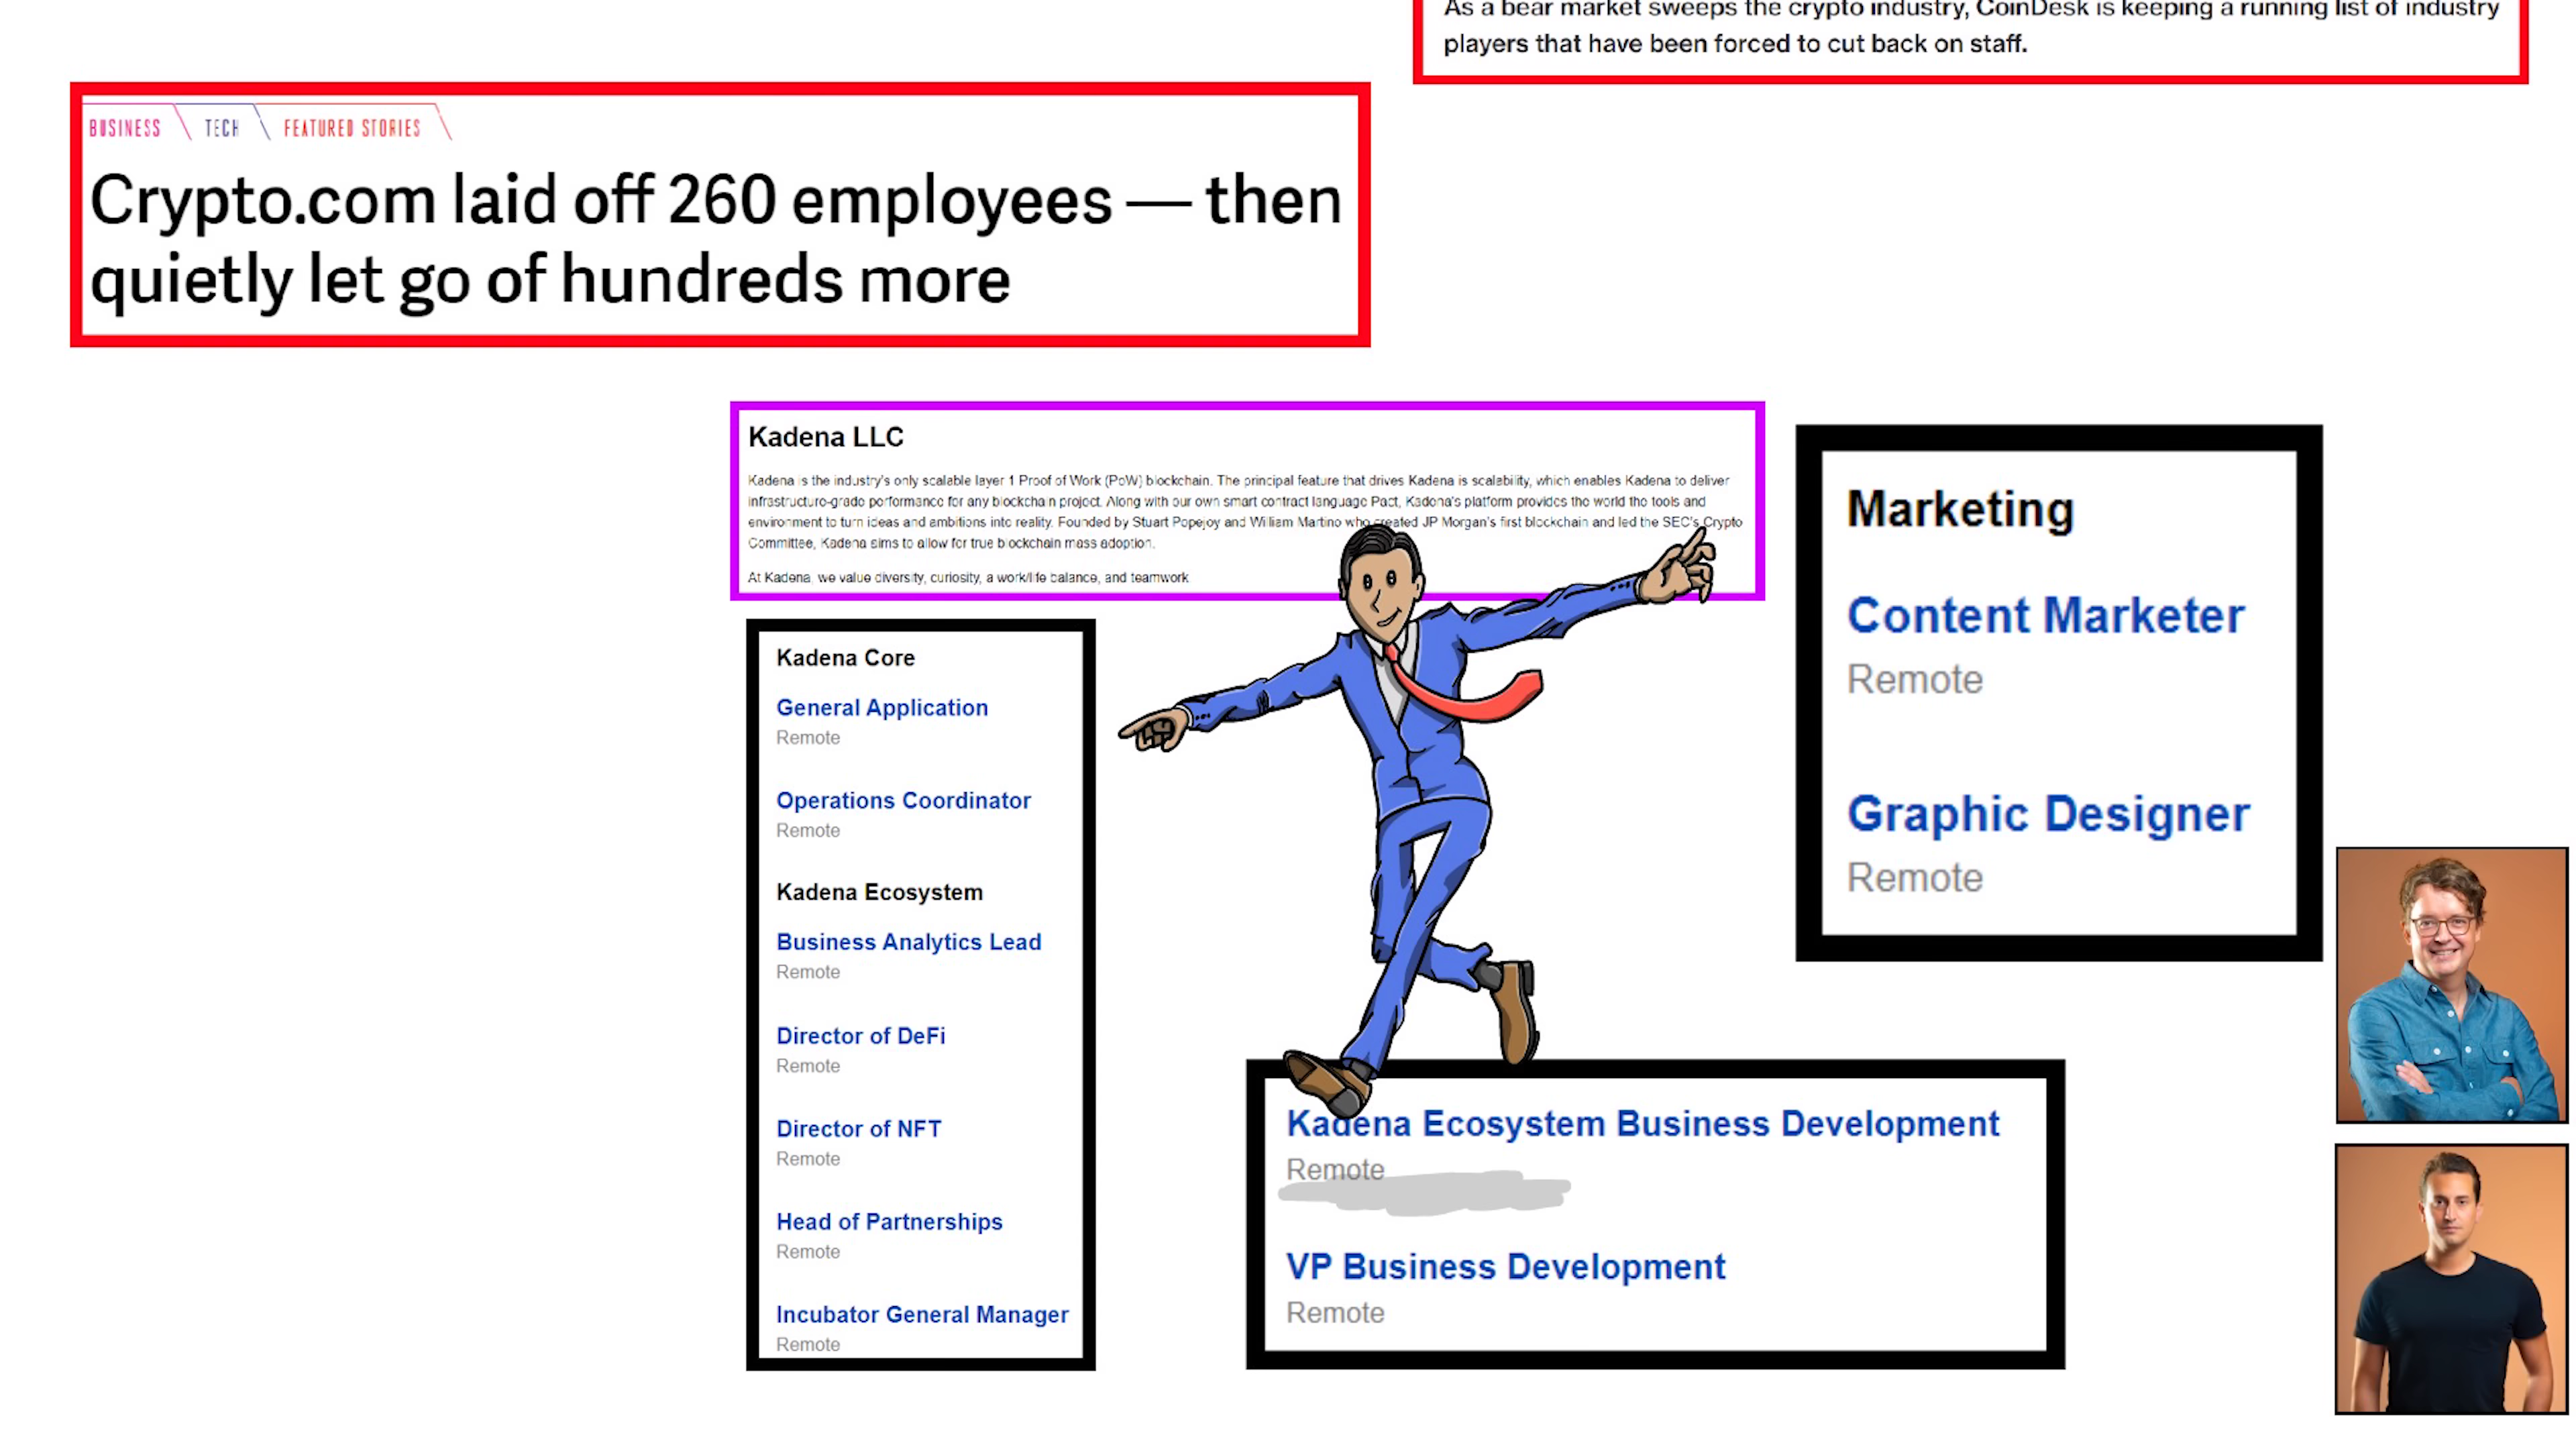 As a bear market sweeps the crypto industry, CoinDesk is keeping a running list of industry
players that have been forced to cut back on staff.
BUSINESS TECH FEATURED STORIES
Crypto.com laid off 260 employees — then
quietly let go of hundreds more
Kadena LLC
Kadena is the industry's only scalable layer 1 Proof of Work (PoW) blockchain. The principal feature that drives Kadena is scalability, which enables Kadena to deliver
infrastructure-grade performance for any blockchain project. Along with our own smart contract language Pact, Kadena's platform provides the world the tools and
environment to turn ideas and ambitions into reality. Founded by Stuart Popejoy and William Martino who created JP Morgan's first blockchain and led the SEC's Crypto
Committee, Kadena aims to allow for true blockchain mass adoption.
At Kadena, we value diversity, curiosity, a work/life balance, and teamwork
Kadena Core
General Application
Remote
Operations Coordinator
Remote
Kadena Ecosystem
Business Analytics Lead
Remote
Director of DeFi
Remote
Director of NFT
Remote
Head of Partnerships
Remote
Incubator General Manager
Remote
Marketing
Content Marketer
Remote
Graphic Designer
Remote
Kadena Ecosystem Business Development
Remote
VP Business Development
Remote